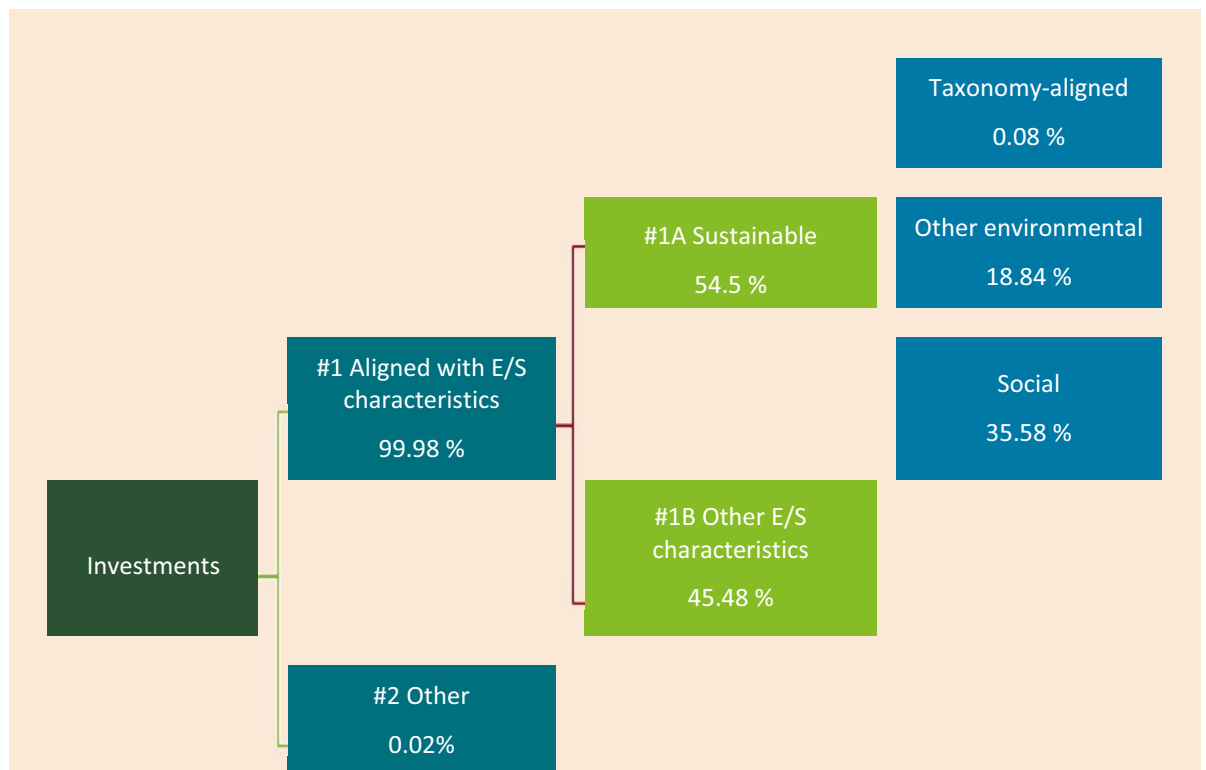 Taxonomy-aligned
0.08 %
#1A Sustainable
54.5 %
Other environmental
18.84 %
#1 Aligned with E/S
characteristics
99.98 %
Social
35.58 %
Investments
#1B Other E/S
characteristics
45.48 %
#2 Other
0.02%